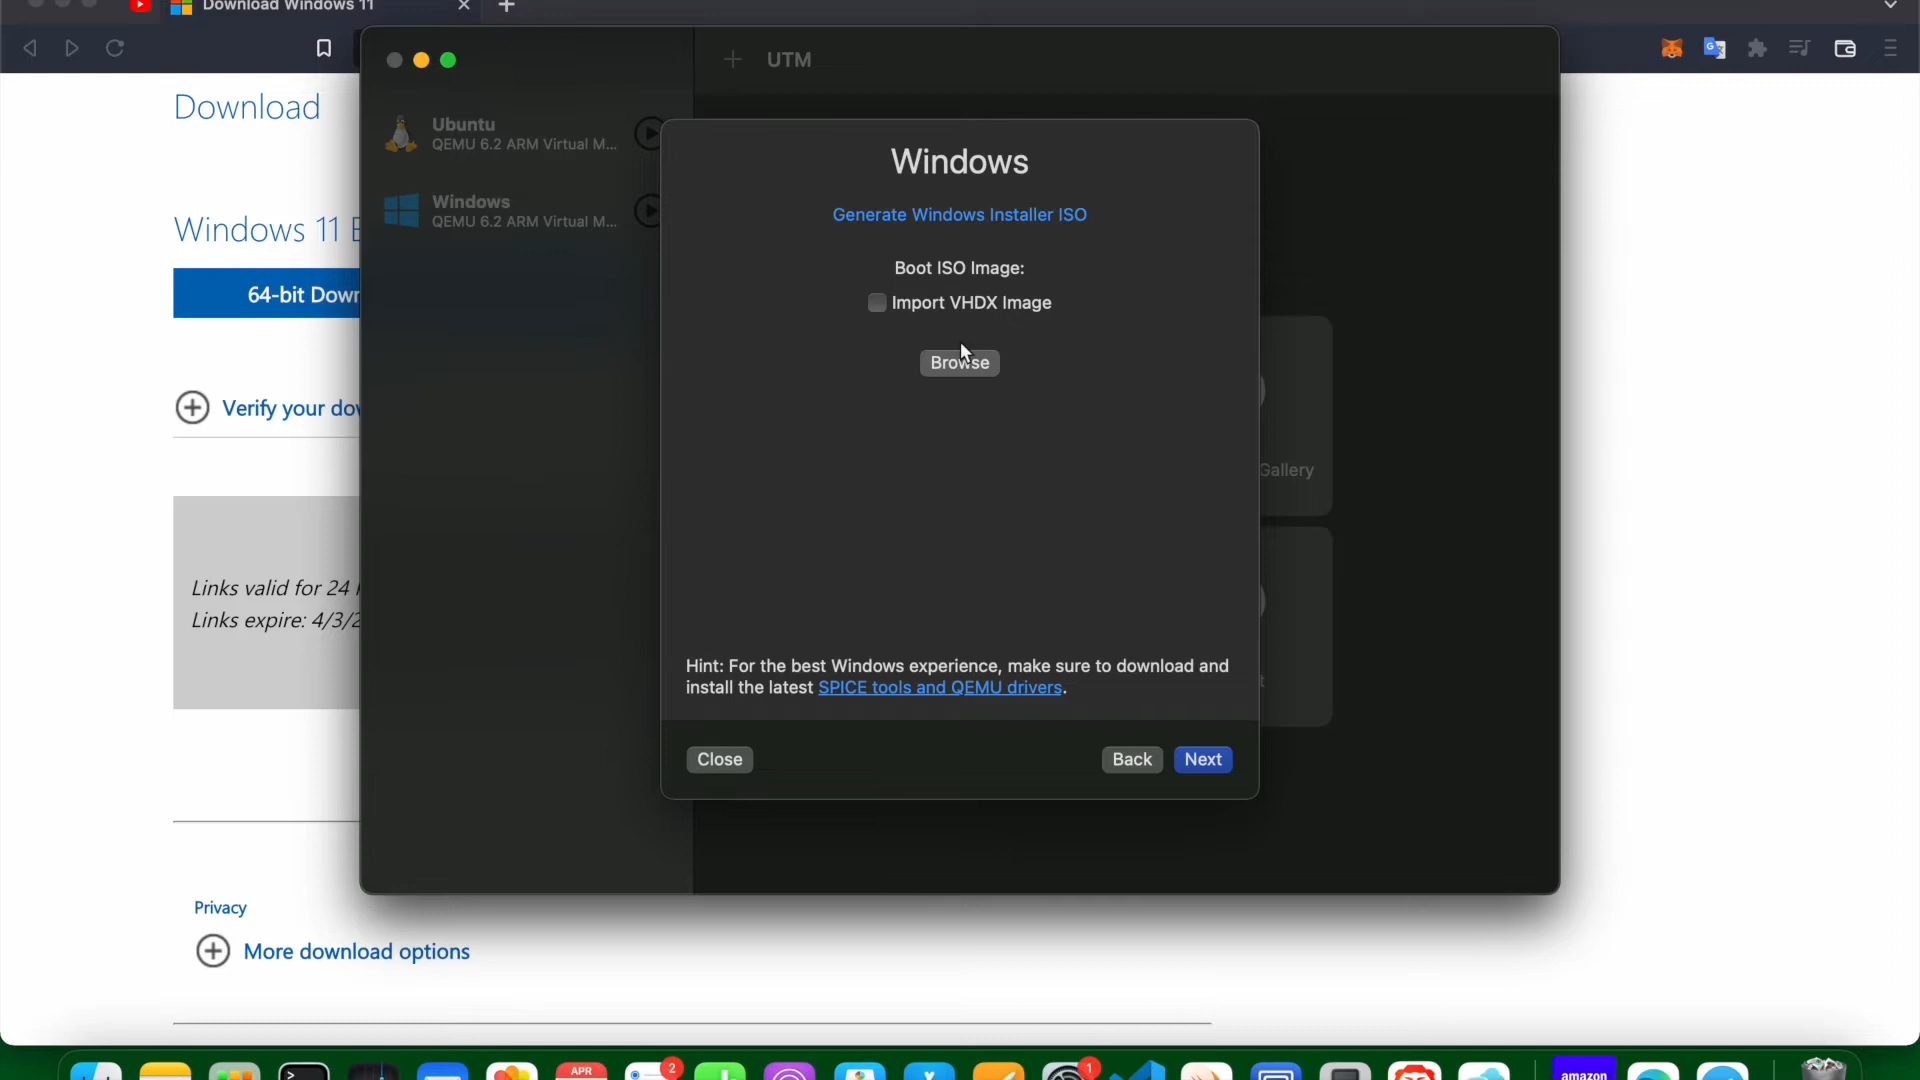 Download Windows 11
UTM
Download
Ubuntu
QEMU 6.2 ARM Virtual M...
Windows
QEMU 6.2 ARM Virtual M...
Windows 11
64-bit
Verify your
Links valid for 24
Links expire: 4/3/2
Windows
Generate Windows Installer ISO
Boot ISO Image:
Import VHDX Image
Browse
Gallery
Hint: For the best Windows experience, make sure to download and
install the latest SPICE tools and QEMU drivers.
Close
Back
Next
Privacy
More download options
2
APR
1
amazon